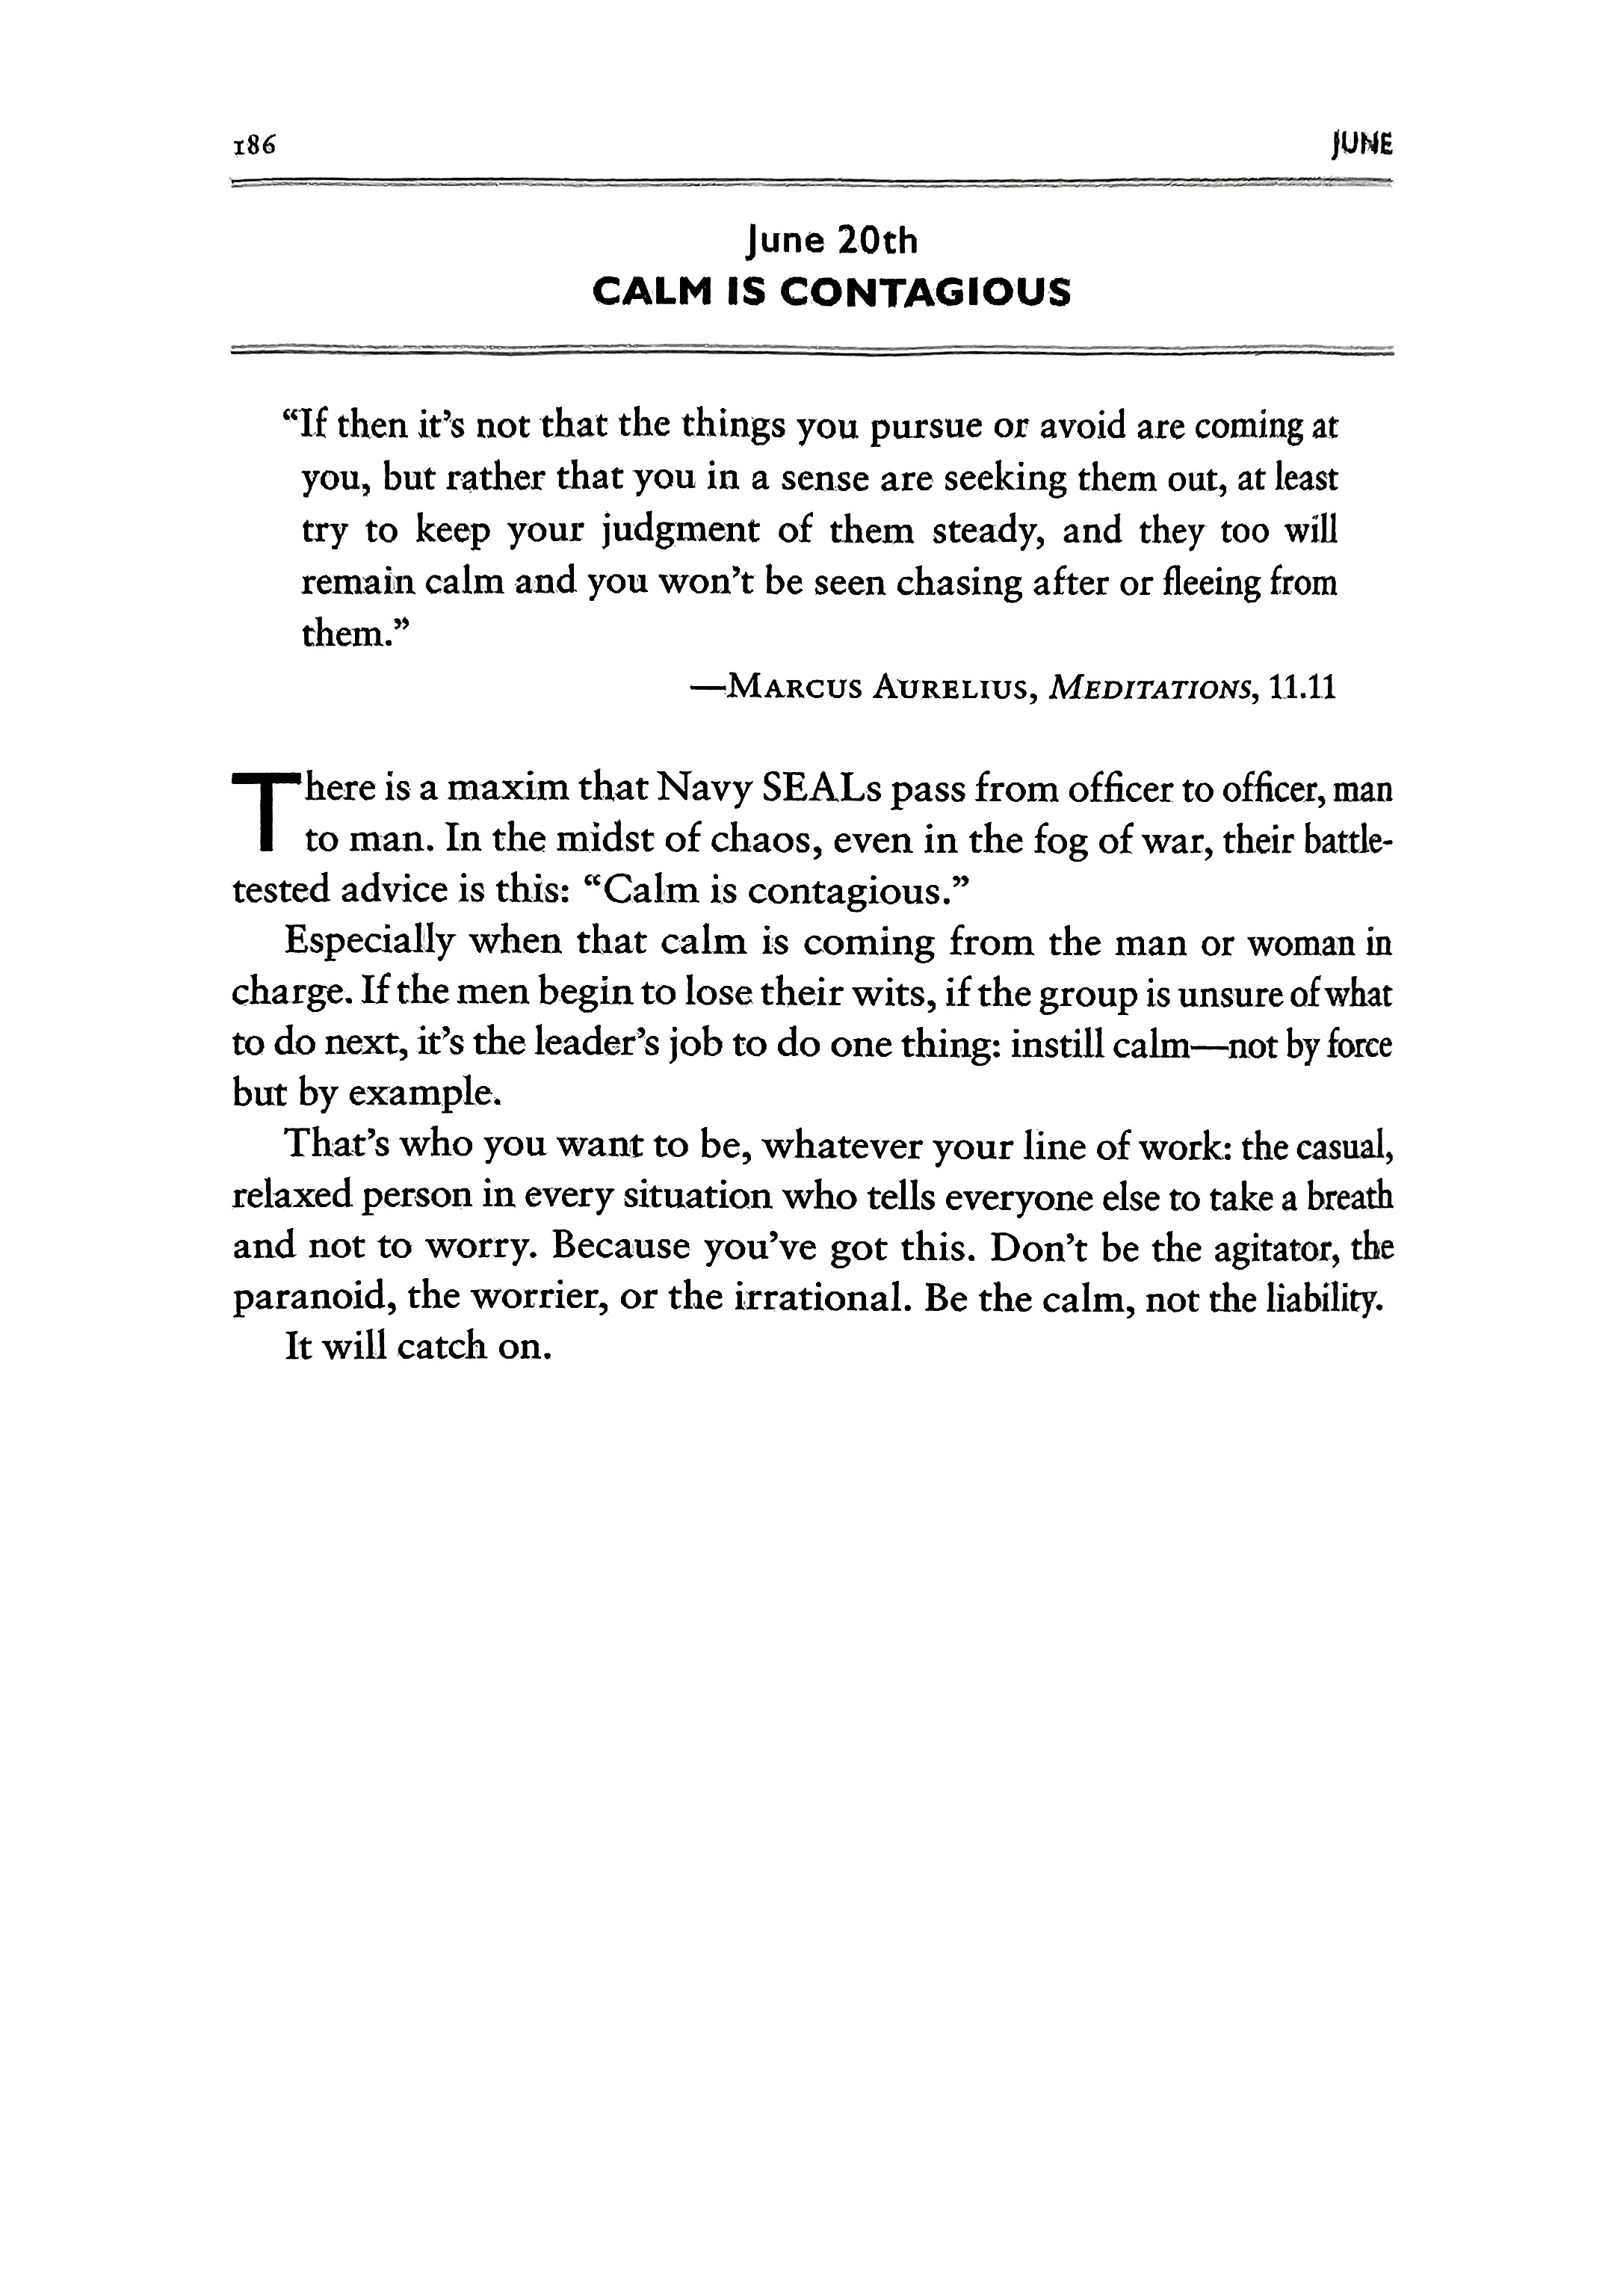 186 JUNE
June 20th
CALM IS CONTAGIOUS
“If then it’s not that the things you pursue or avoid are coming at
you, but rather that you in a sense are seeking them out, at least
try to keep your judgment of them steady, and they too will
remain calm and you won’t be seen chasing after or fleeing from
them.”
—MARCUS AURELIUS, MEDITATIONS, 11.11
There is a maxim that Navy SEALs pass from officer to officer, man
to man. In the midst of chaos, even in the fog of war, their battle-
tested advice is this: “Calm is contagious.”
Especially when that calm is coming from the man or woman in
charge. If the men begin to lose their wits, if the group is unsure of what
to do next, it’s the leader’s job to do one thing: instill calm—not by force
but by example.
That’s who you want to be, whatever your line of work: the casual,
relaxed person in every situation who tells everyone else to take a breath
and not to worry. Because you’ve got this. Don’t be the agitator, the
paranoid, the worrier, or the irrational. Be the calm, not the liability.
It will catch on.